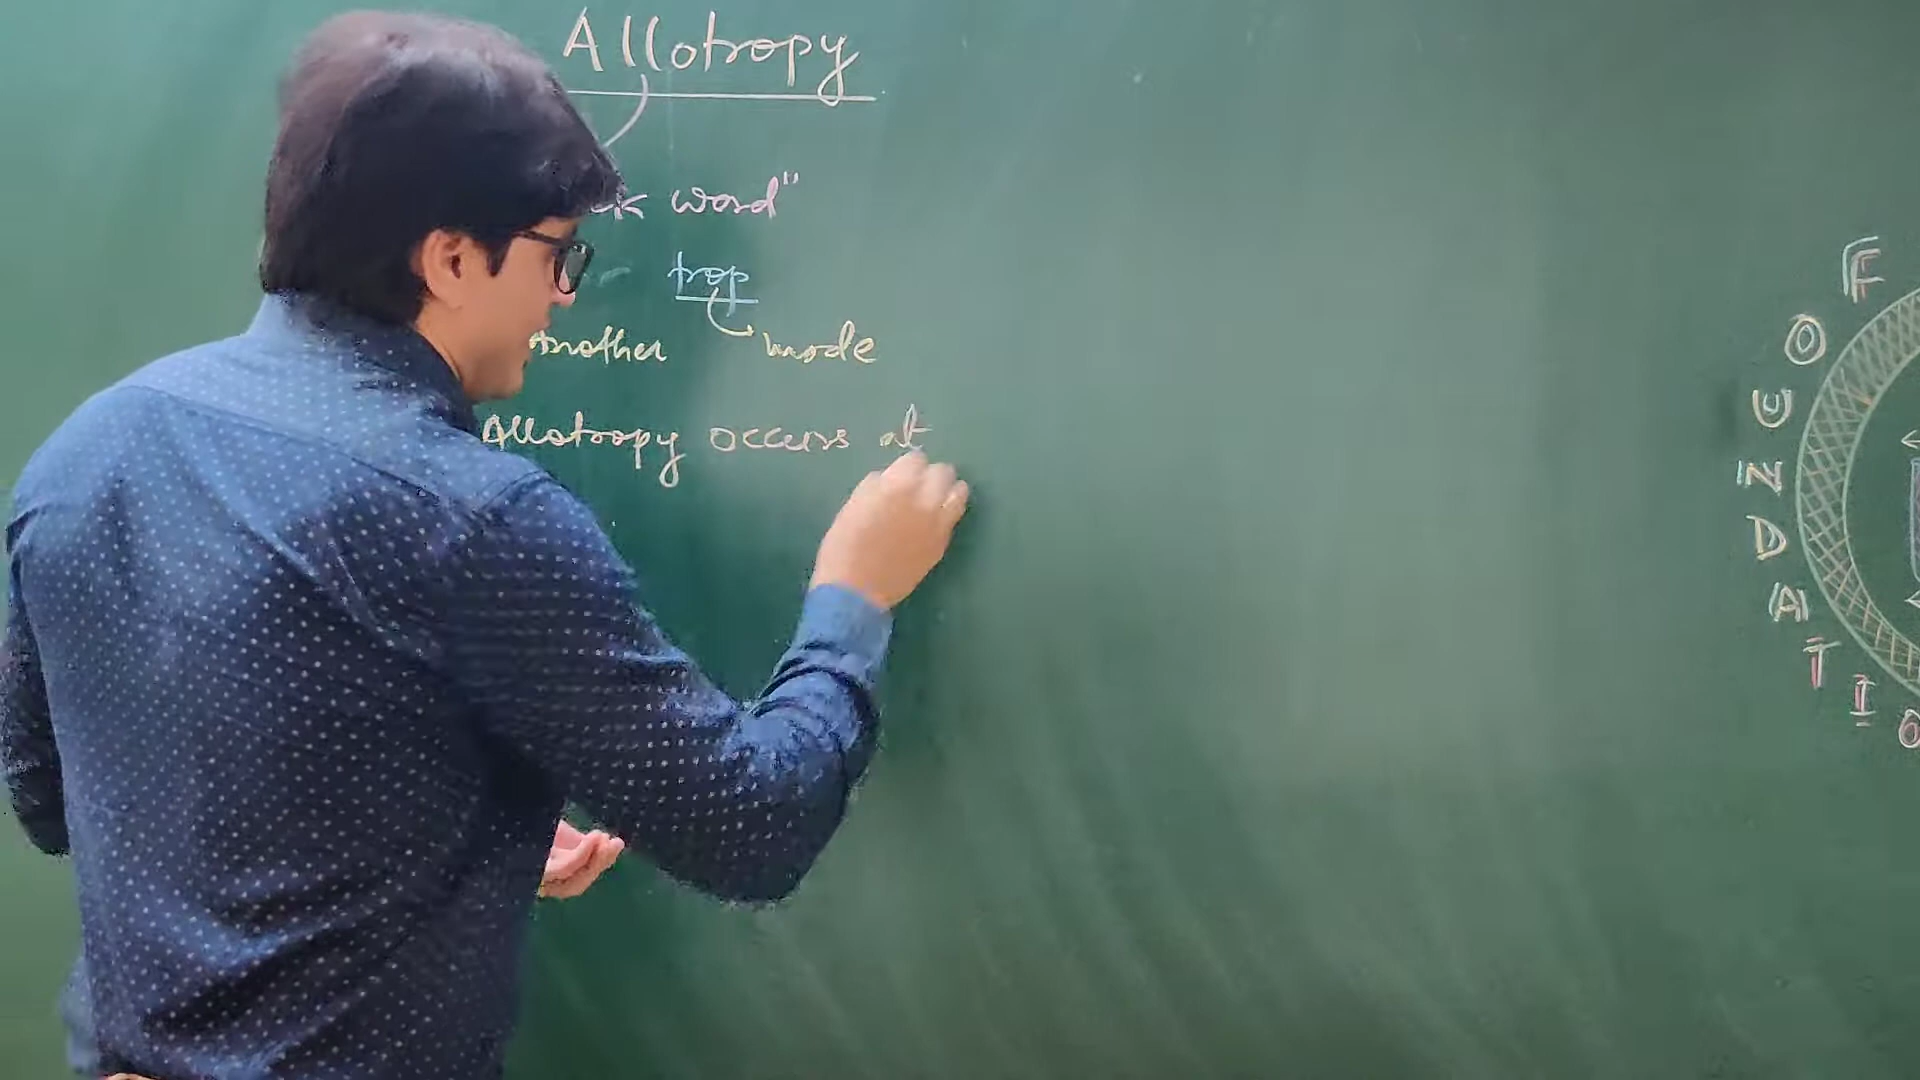 Allotropy
word"
trop
Another mode
Allotropy occurs at
F
O
U
N
D
A
T
I
O